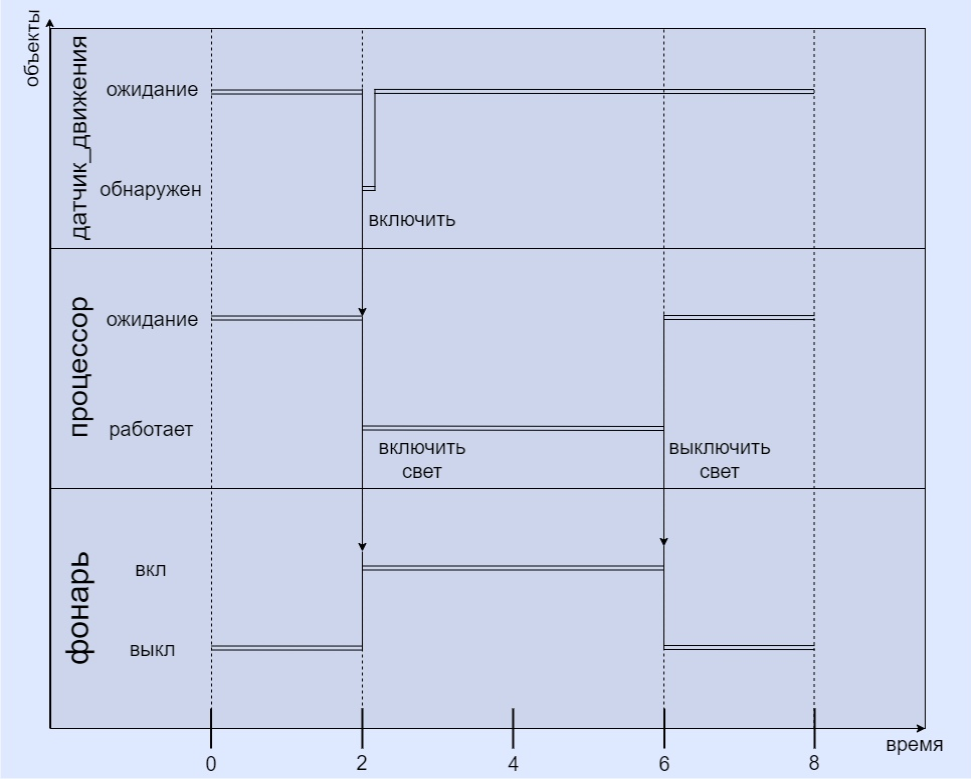 объекты
датчик_движения
ожидание
обнаружен
включить
процессор
ожидание
работает
включить
свет
выключить
свет
фонарь
вкл
выкл
время
0
2
4
6
8